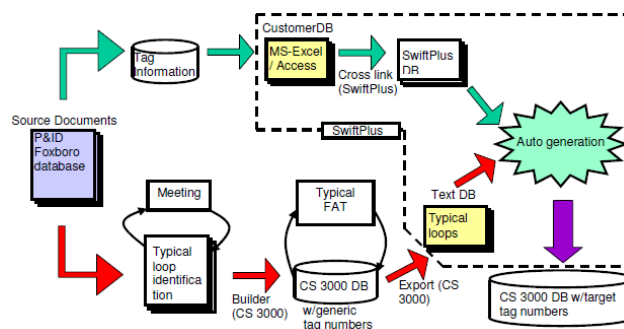 CustomerDB
MS-Excel
/ Access
SwiftPlus
DB
Tag
Information
Cross link
(SwiftPlus)
Source Documents
P&ID
Foxboro
database
SwiftPlus
Auto generation
Meeting
Typical
FAT
Text DB
Typical
loops
Typical
loop
identifica
tion
Builder
(CS 3000)
CS 3000 DB
w/generic
tag numbers
Export (CS
3000)
CS 3000 DB w/target
tag numbers